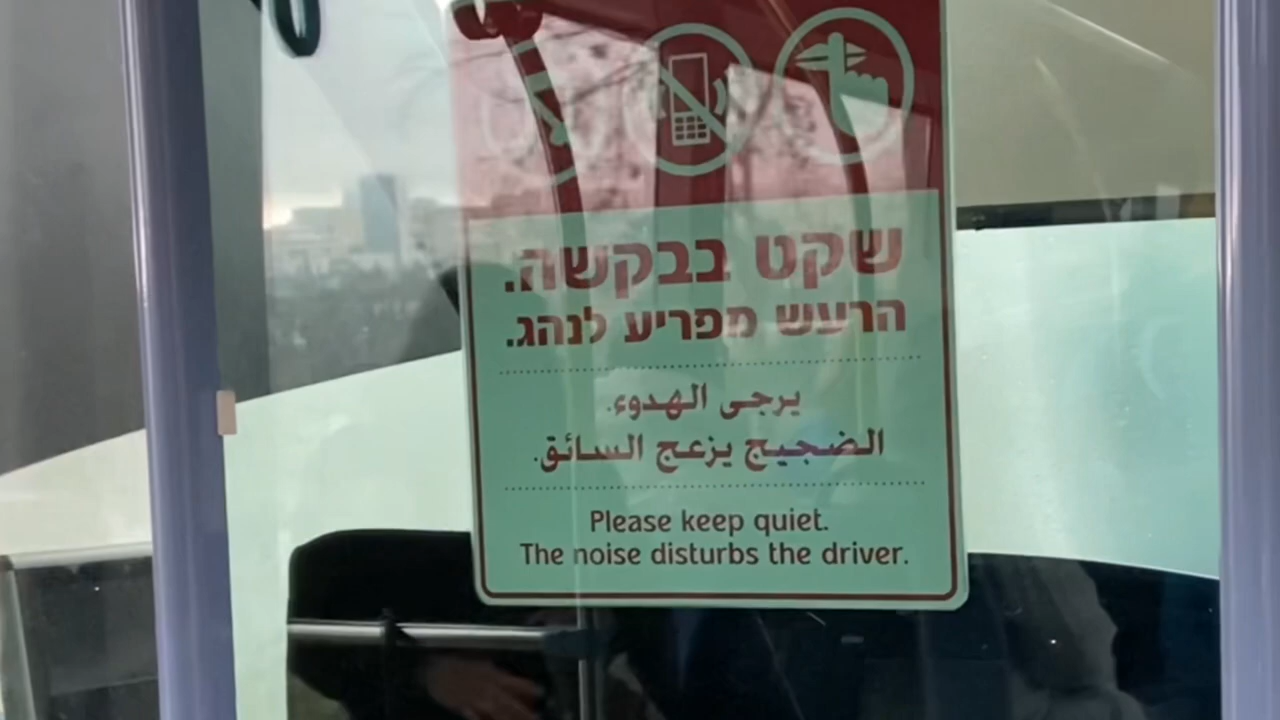 שקט בבקשה.
הרעש מפריע לנהג.
يرجى الهدوء.
الضجيج يزعج السائق.
Please keep quiet.
The noise disturbs the driver.